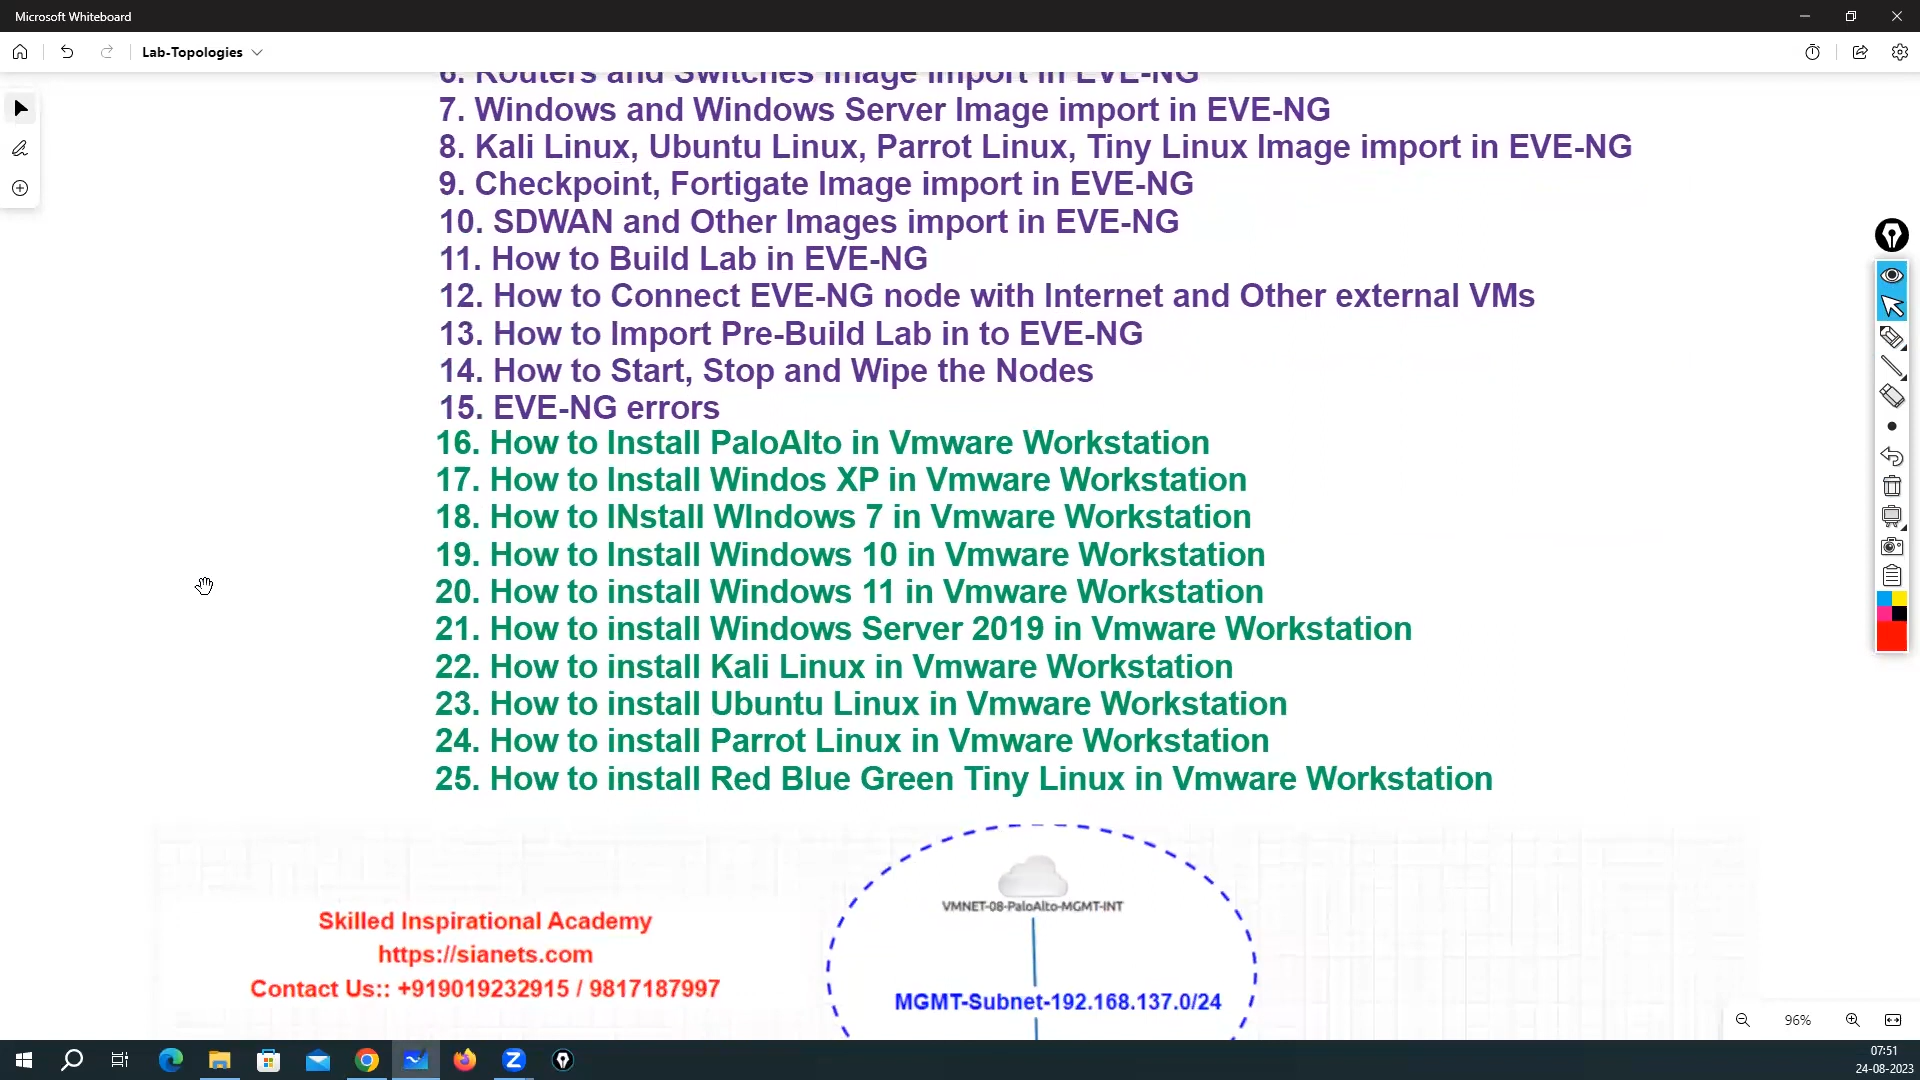 Microsoft Whiteboard
Lab-Topologies
6. Routers and Switches Image import in EVE-NG
7. Windows and Windows Server Image import in EVE-NG
8. Kali Linux, Ubuntu Linux, Parrot Linux, Tiny Linux Image import in EVE-NG
9. Checkpoint, Fortigate Image import in EVE-NG
10. SDWAN and Other Images import in EVE-NG
11. How to Build Lab in EVE-NG
12. How to Connect EVE-NG node with Internet and Other external VMs
13. How to Import Pre-Build Lab in to EVE-NG
14. How to Start, Stop and Wipe the Nodes
15. EVE-NG errors
16. How to Install PaloAlto in Vmware Workstation
17. How to Install Windos XP in Vmware Workstation
18. How to INstall WIndows 7 in Vmware Workstation
19. How to Install Windows 10 in Vmware Workstation
20. How to install Windows 11 in Vmware Workstation
21. How to install Windows Server 2019 in Vmware Workstation
22. How to install Kali Linux in Vmware Workstation
23. How to install Ubuntu Linux in Vmware Workstation
24. How to install Parrot Linux in Vmware Workstation
25. How to install Red Blue Green Tiny Linux in Vmware Workstation
VMNET-08-PaloAlto-MGMT-INT
Skilled Inspirational Academy
https://sianets.com
Contact Us:: +919019232915 / 9817187997
MGMT-Subnet-192.168.137.0/24
96%
07:51
24-08-2023